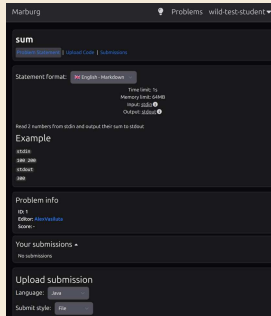 Marburg
Problems wild-test-student
sum
Problem Statement | Upload Code | Submissions
Statement format: English - Markdown
Time limit: 1s
Memory limit: 64MB
Input: stdin
Output: stdout
Read 2 numbers from stdin and output their sum to stdout
Example
stdin
100 200
stdout
300
Problem info
ID: 1
Editor: AlexVasiluta
Score: -
Your submissions
No submissions
Upload submission
Language: Java
Submit style: File